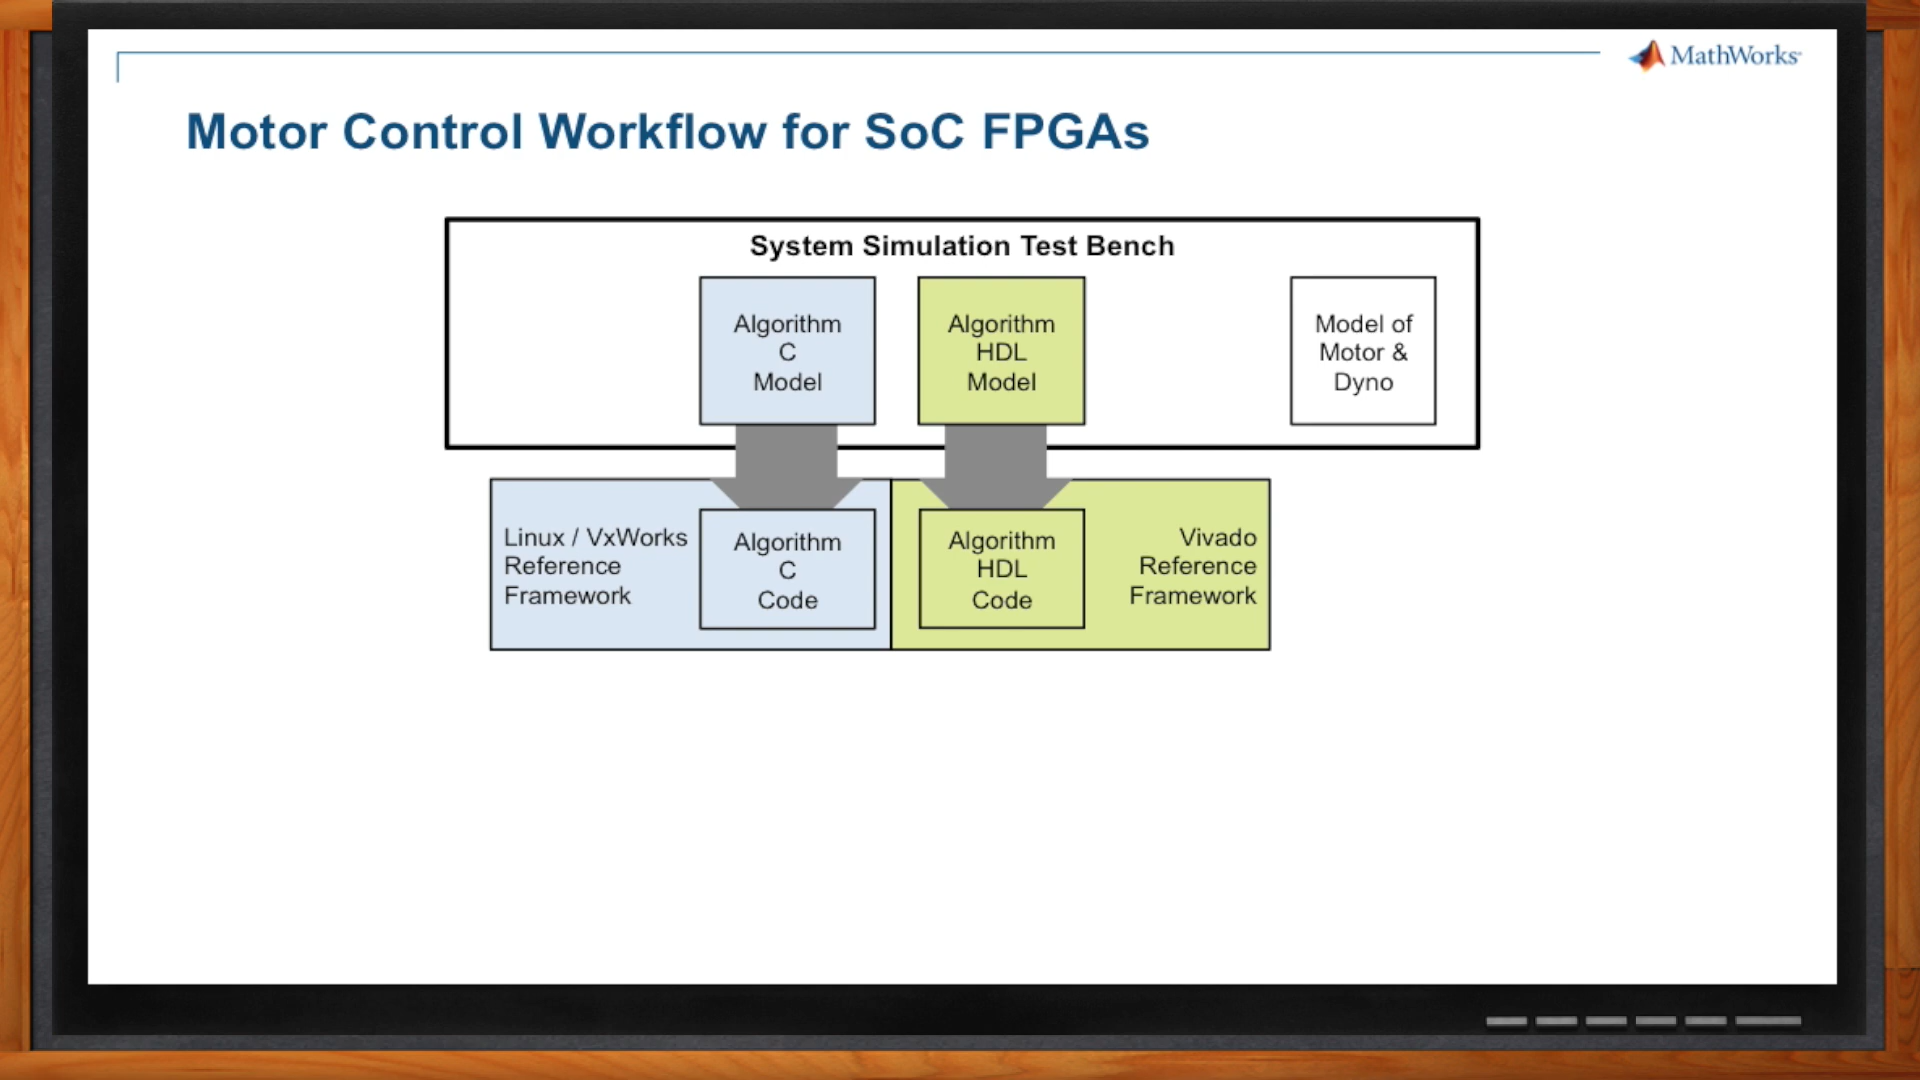 MathWorks
Motor Control Workflow for SoC FPGAs
System Simulation Test Bench
Algorithm
C
Model
Algorithm
HDL
Model
Model of
Motor &
Dyno
Linux / VxWorks
Reference
Framework
Algorithm
C
Code
Algorithm
HDL
Code
Vivado
Reference
Framework